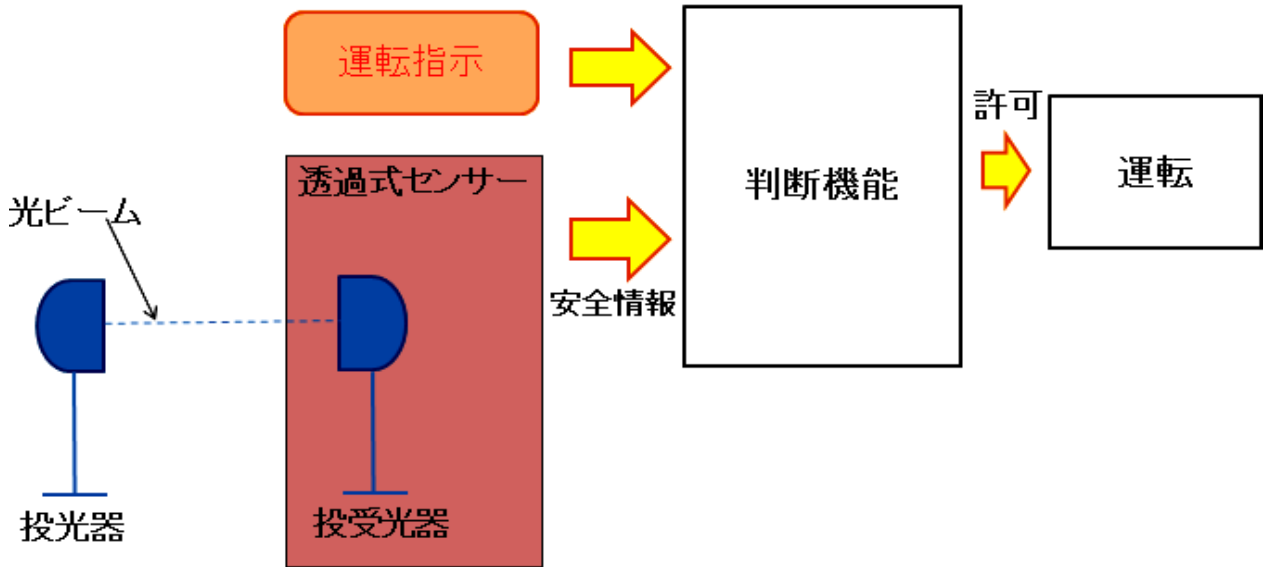 運転指示
許可
判断機能
運転
透過式センサー
光ビーム
安全情報
投光器
投受光器